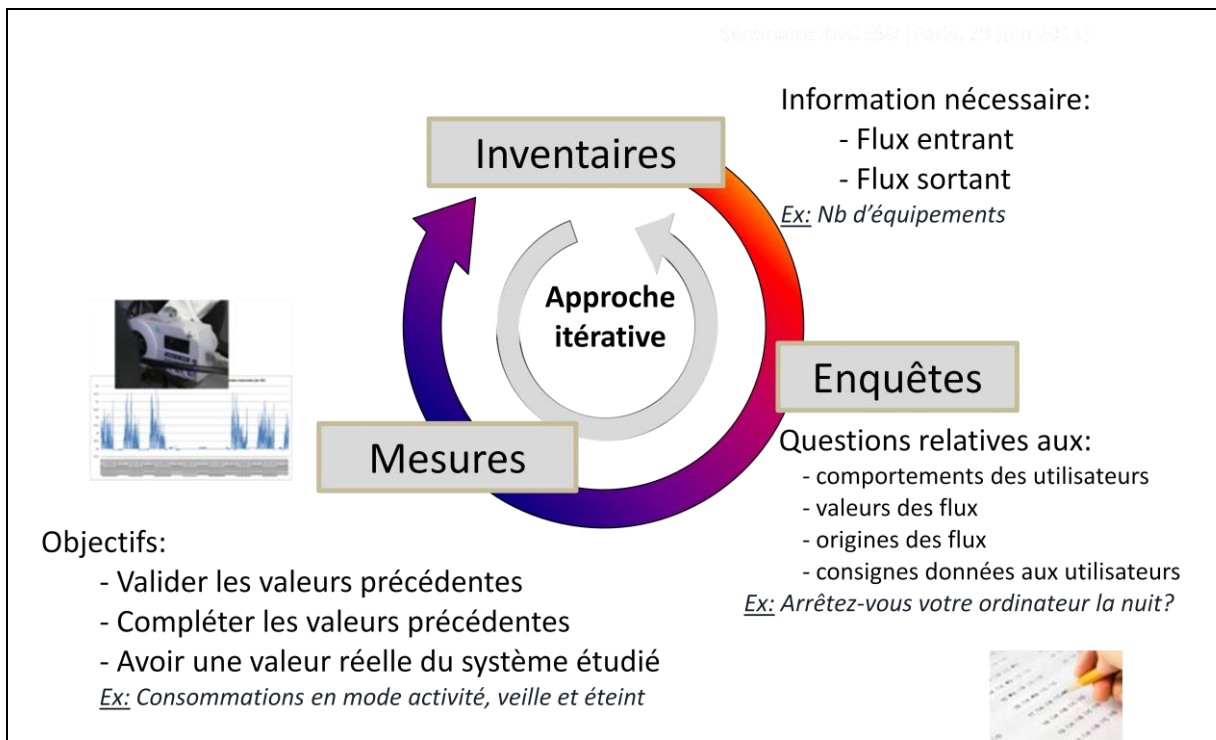 Séminaire
(Paris, 29 juin 2011)
Inventaires
Information nécessaire:
- Flux entrant
- Flux sortant
Ex: Nb d'équipements
Approche
itérative
Enquêtes
Questions relatives aux:
- comportements des utilisateurs
- valeurs des flux
- origines des flux
- consignes données aux utilisateurs
Ex: Arrêtez-vous votre ordinateur la nuit?
Mesures
Objectifs:
- Valider les valeurs précédentes
- Compléter les valeurs précédentes
- Avoir une valeur réelle du système étudié
Ex: Consommations en mode activité, veille et éteint